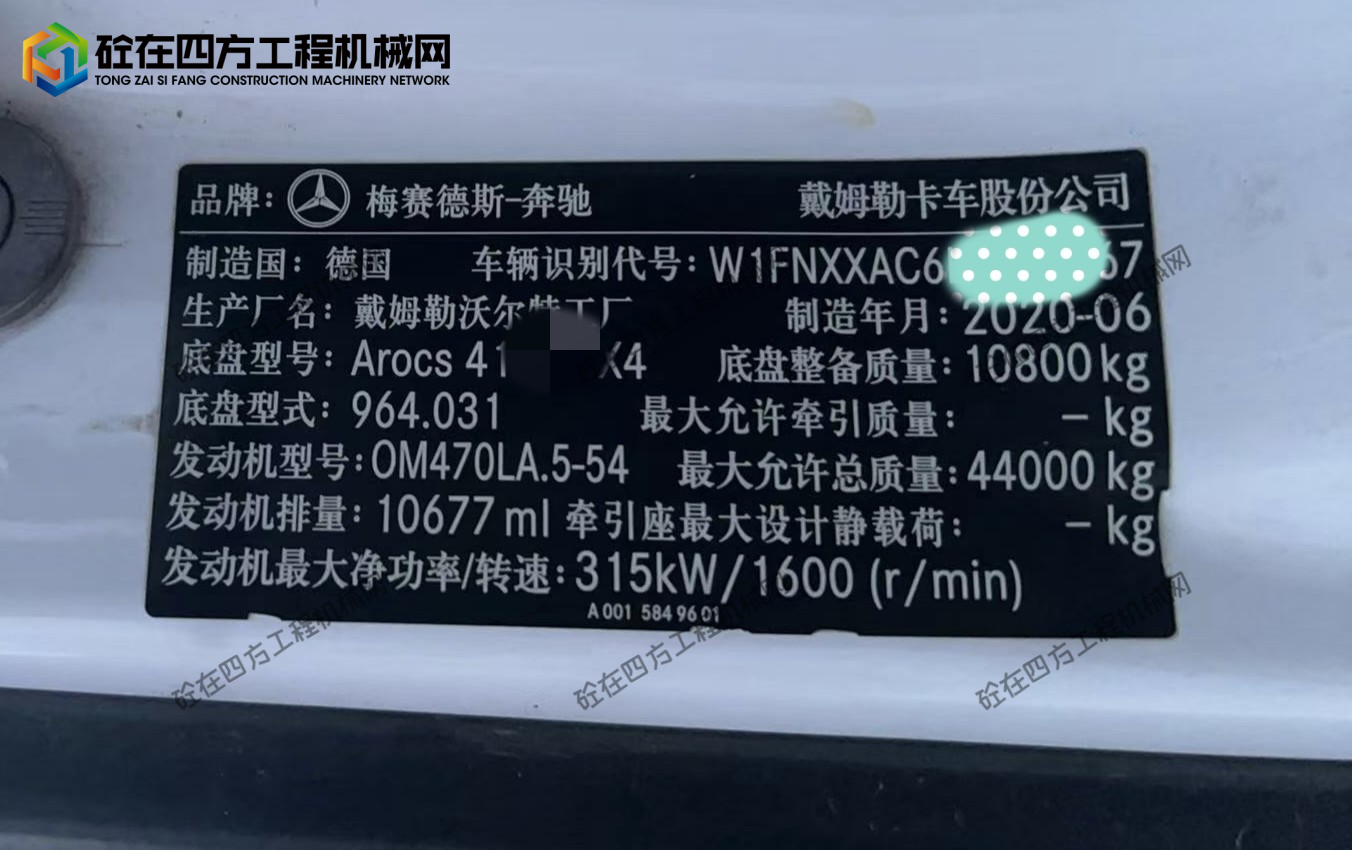 砼在四方工程机械网
TONG ZAI SI FANG CONSTRUCTION MACHINERY NETWORK
品牌: 梅赛德斯-奔驰 戴姆勒卡车股份公司
制造国: 德国 车辆识别代号: W1FNXXAC6 67
生产厂名: 戴姆勒沃尔特工厂 制造年月: 2020-06
底盘型号: Arocs 41 X4 底盘整备质量: 10800 kg
底盘型式: 964.031 最大允许牵引质量: – kg
发动机型号: OM470LA.5-54 最大允许总质量: 44000 kg
发动机排量: 10677 ml 牵引座最大设计静载荷: – kg
发动机最大净功率/转速: 315kW/1600 (r/min)
A 001 584 96 01
砼在四方工程机械网 砼在四方工程机械网 砼在四方工程机械网